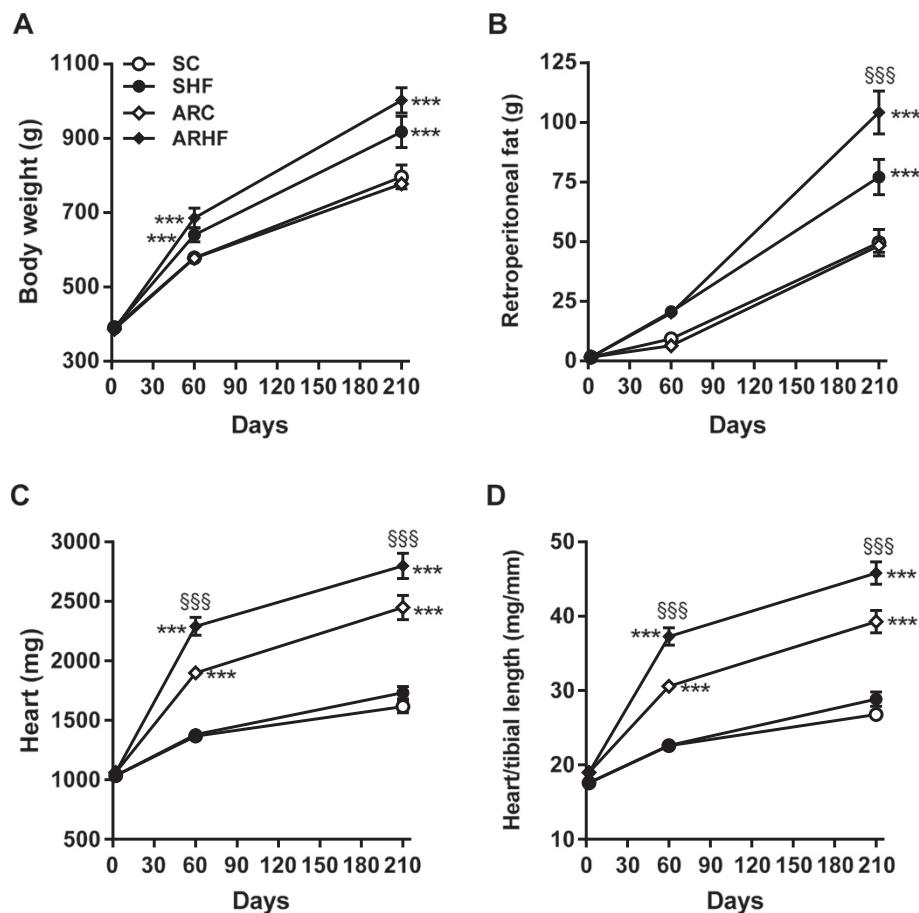 A
1100
900
700
500
300
Body weight (g)
SC
SHF
ARC
ARHF
***
***
***
***
0 30 60 90 120 150 180 210
Days
B
125
100
75
50
25
0
Retroperitoneal fat (g)
§§§
***
***
0 30 60 90 120 150 180 210
Days
C
3000
2500
2000
1500
1000
500
Heart (mg)
§§§
***
§§§
***
***
***
0 30 60 90 120 150 180 210
Days
D
50
40
30
20
10
Heart/tibial length (mg/mm)
§§§
***
§§§
***
***
***
0 30 60 90 120 150 180 210
Days